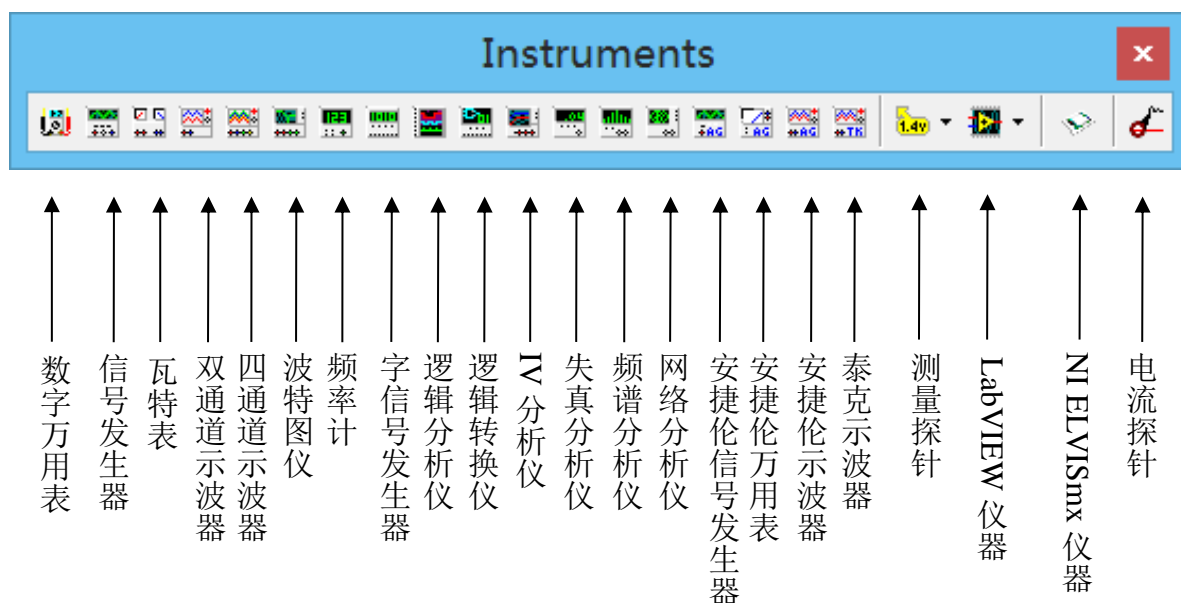 Instruments
1.4v
数字万用表
信号发生器
瓦特表
双通道示波器
四通道示波器
波特图仪
频率计
字信号发生器
逻辑分析仪
逻辑转换仪
IV 分析仪
失真分析仪
频谱分析仪
网络分析仪
安捷伦信号发生器
安捷伦万用表
安捷伦示波器
泰克示波器
测量探针
LabVIEW 仪器
NI ELVISmx 仪器
电流探针